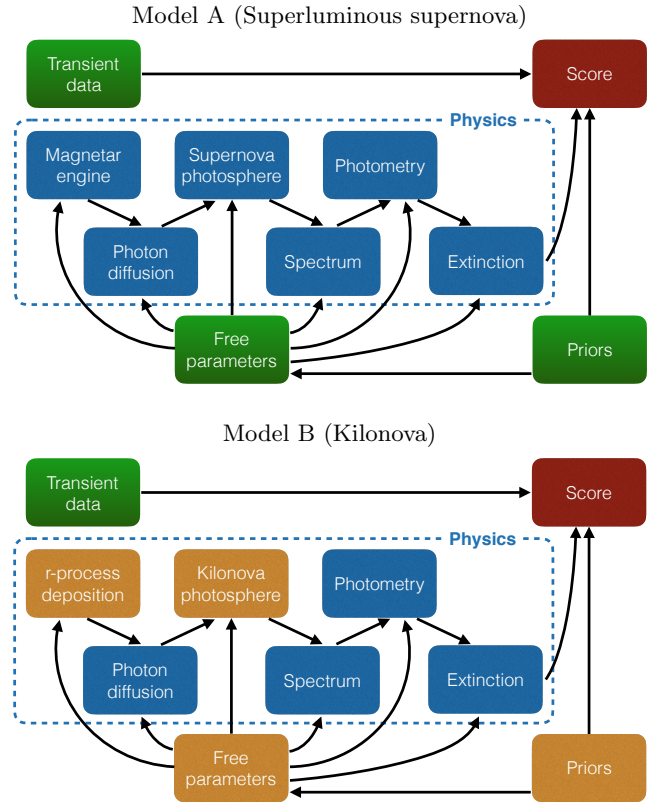 Model A (Superluminous supernova)
Transient
data
Score
Physics
Magnetar
engine
Supernova
photosphere
Photometry
Photon
diffusion
Spectrum
Extinction
Free
parameters
Priors
Model B (Kilonova)
Transient
data
Score
Physics
r-process
deposition
Kilonova
photosphere
Photometry
Photon
diffusion
Spectrum
Extinction
Free
parameters
Priors